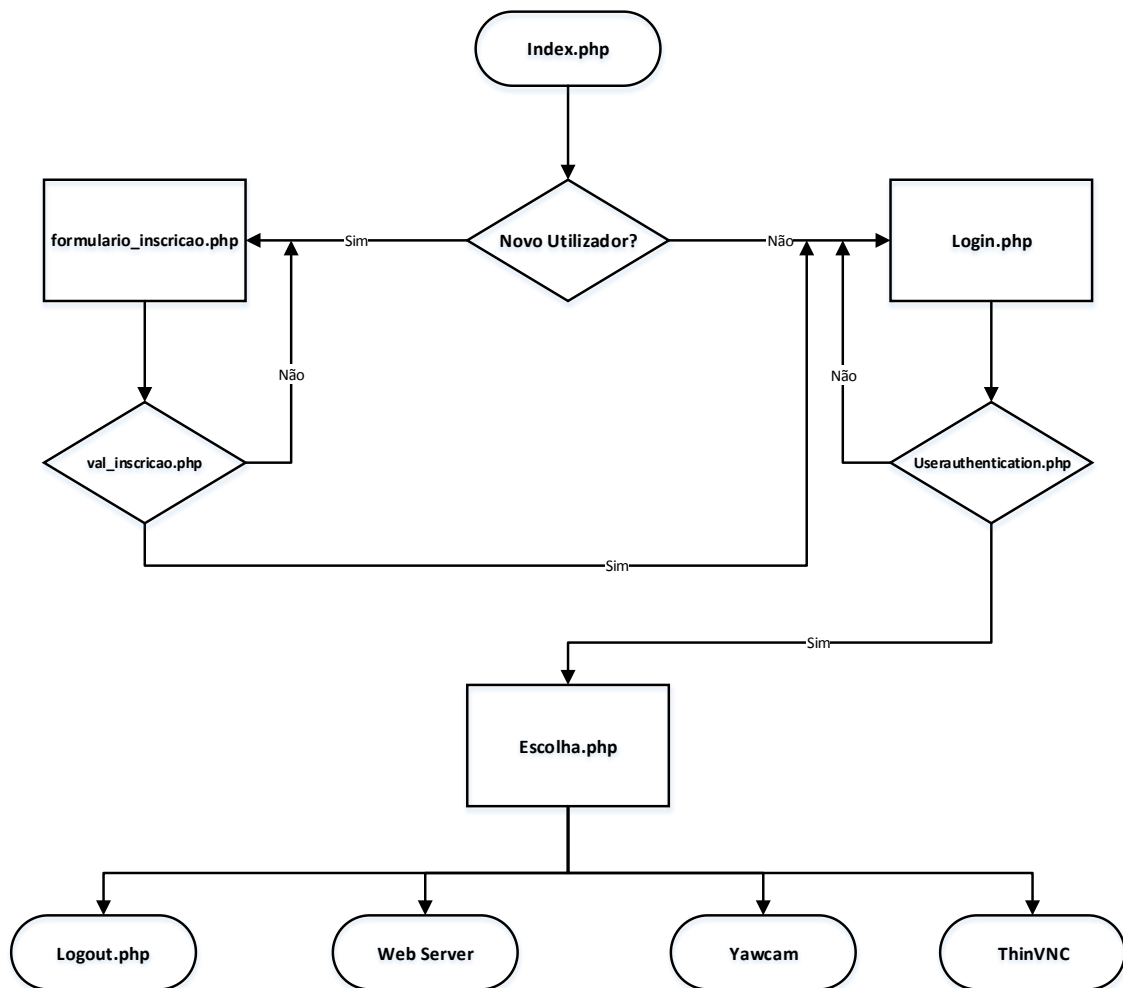 Index.php
formulario_inscricao.php
Sim
Novo Utilizador?
Não
Login.php
Não
Não
val_inscricao.php
Userauthentication.php
Sim
Sim
Escolha.php
Logout.php
Web Server
Yawcam
ThinVNC